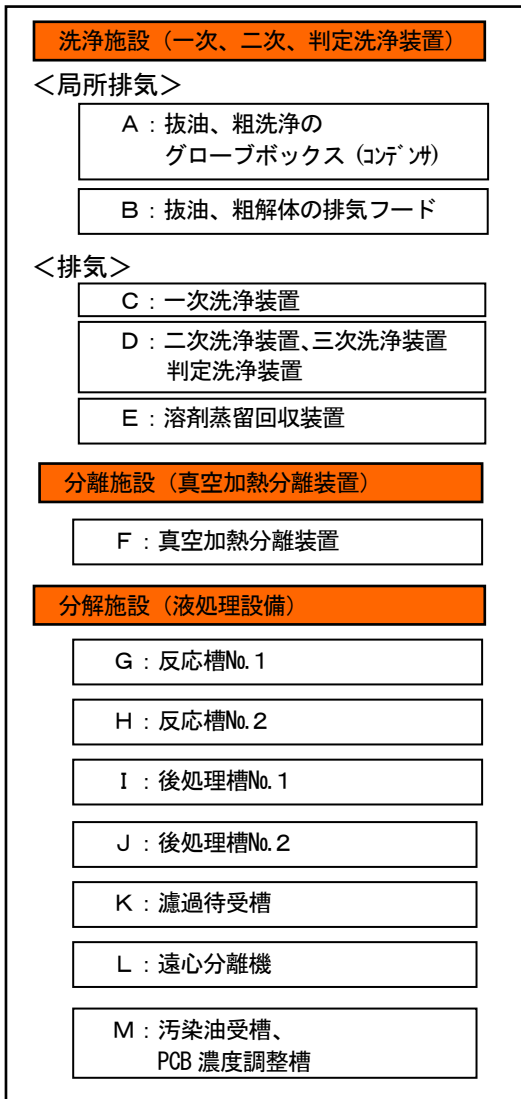 洗浄施設（一次、二次、判定洗浄装置）
＜局所排気＞
Ａ：抜油、粗洗浄の
グローブボックス（ｺﾝﾃﾞﾝｻ）
Ｂ：抜油、粗解体の排気フード
＜排気＞
Ｃ：一次洗浄装置
Ｄ：二次洗浄装置、三次洗浄装置
判定洗浄装置
Ｅ：溶剤蒸留回収装置
分離施設（真空加熱分離装置）
Ｆ：真空加熱分離装置
分解施設（液処理設備）
Ｇ：反応槽№1
Ｈ：反応槽№2
Ｉ：後処理槽№1
Ｊ：後処理槽№2
Ｋ：濾過待受槽
Ｌ：遠心分離機
Ｍ：汚染油受槽、
PCB 濃度調整槽